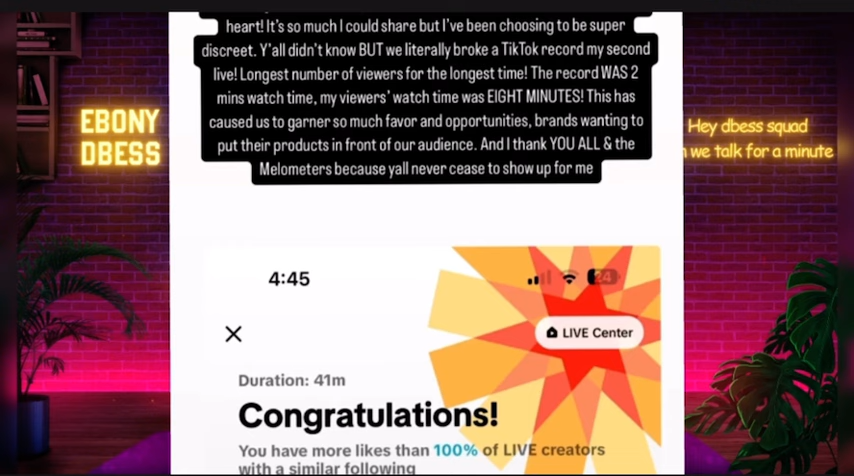 heart! It's so much I could share but I've been choosing to be super
discreet. Y'all didn't know BUT we literally broke a TikTok record my second
live! Longest number of viewers for the longest time! The record WAS 2
mins watch time, my viewers' watch time was EIGHT MINUTES! This has
caused us to garner so much favor and opportunities, brands wanting to
put their products in front of our audience. And I thank YOU ALL & the
Melometers because yall never cease to show up for me
EBONY
DBESS
Hey dbess squad
we talk for a minute
4:45
24
LIVE Center
Duration: 41m
Congratulations!
You have more likes than 100% of LIVE creators
with a similar following